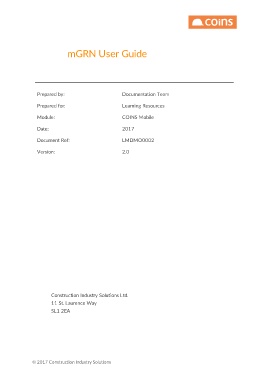 coins
mGRN User Guide
Prepared by: Documentation Team
Prepared for: Learning Resources
Module: COINS Mobile
Date: 2017
Document Ref: LMDMO0002
Version: 2.0
Construction Industry Solutions Ltd.
11 St. Laurence Way
SL1 2EA
© 2017 Construction Industry Solutions